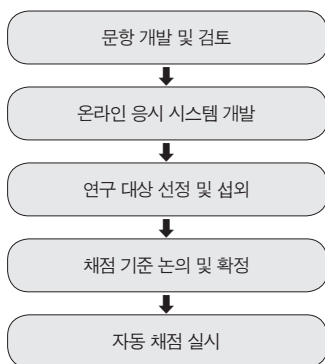 문항 개발 및 검토
온라인 응시 시스템 개발
연구 대상 선정 및 섭외
채점 기준 논의 및 확정
자동 채점 실시